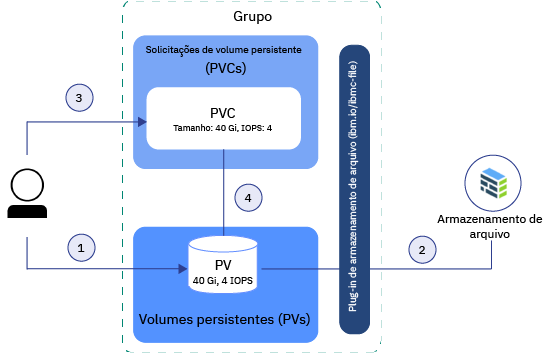 Grupo
Solicitações de volume persistente
(PVCs)
3
PVC
Tamanho: 40 Gi, IOPS: 4
Plug-in de armazenamento de arquivo (ibm.io/ibmc-file)
4
Armazenamento de
arquivo
1
PV
40 Gi, 4 IOPS
2
Volumes persistentes (PVs)